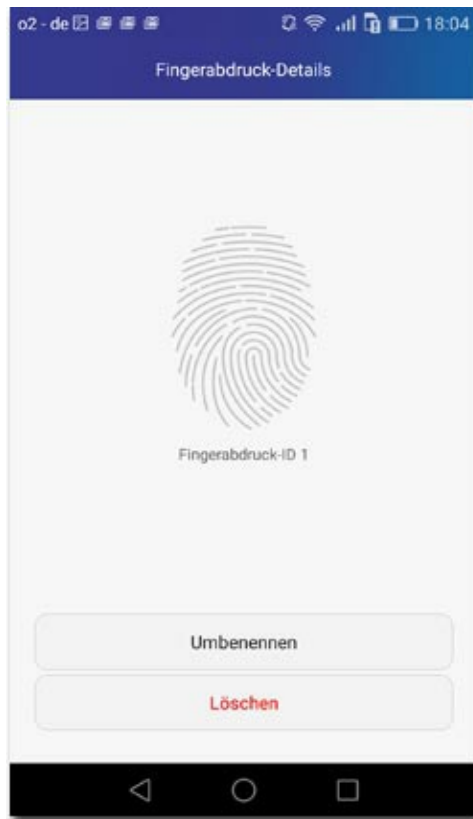 o2 - de 18:04
Fingerabdruck-Details
Fingerabdruck-ID 1
Umbenennen
Löschen